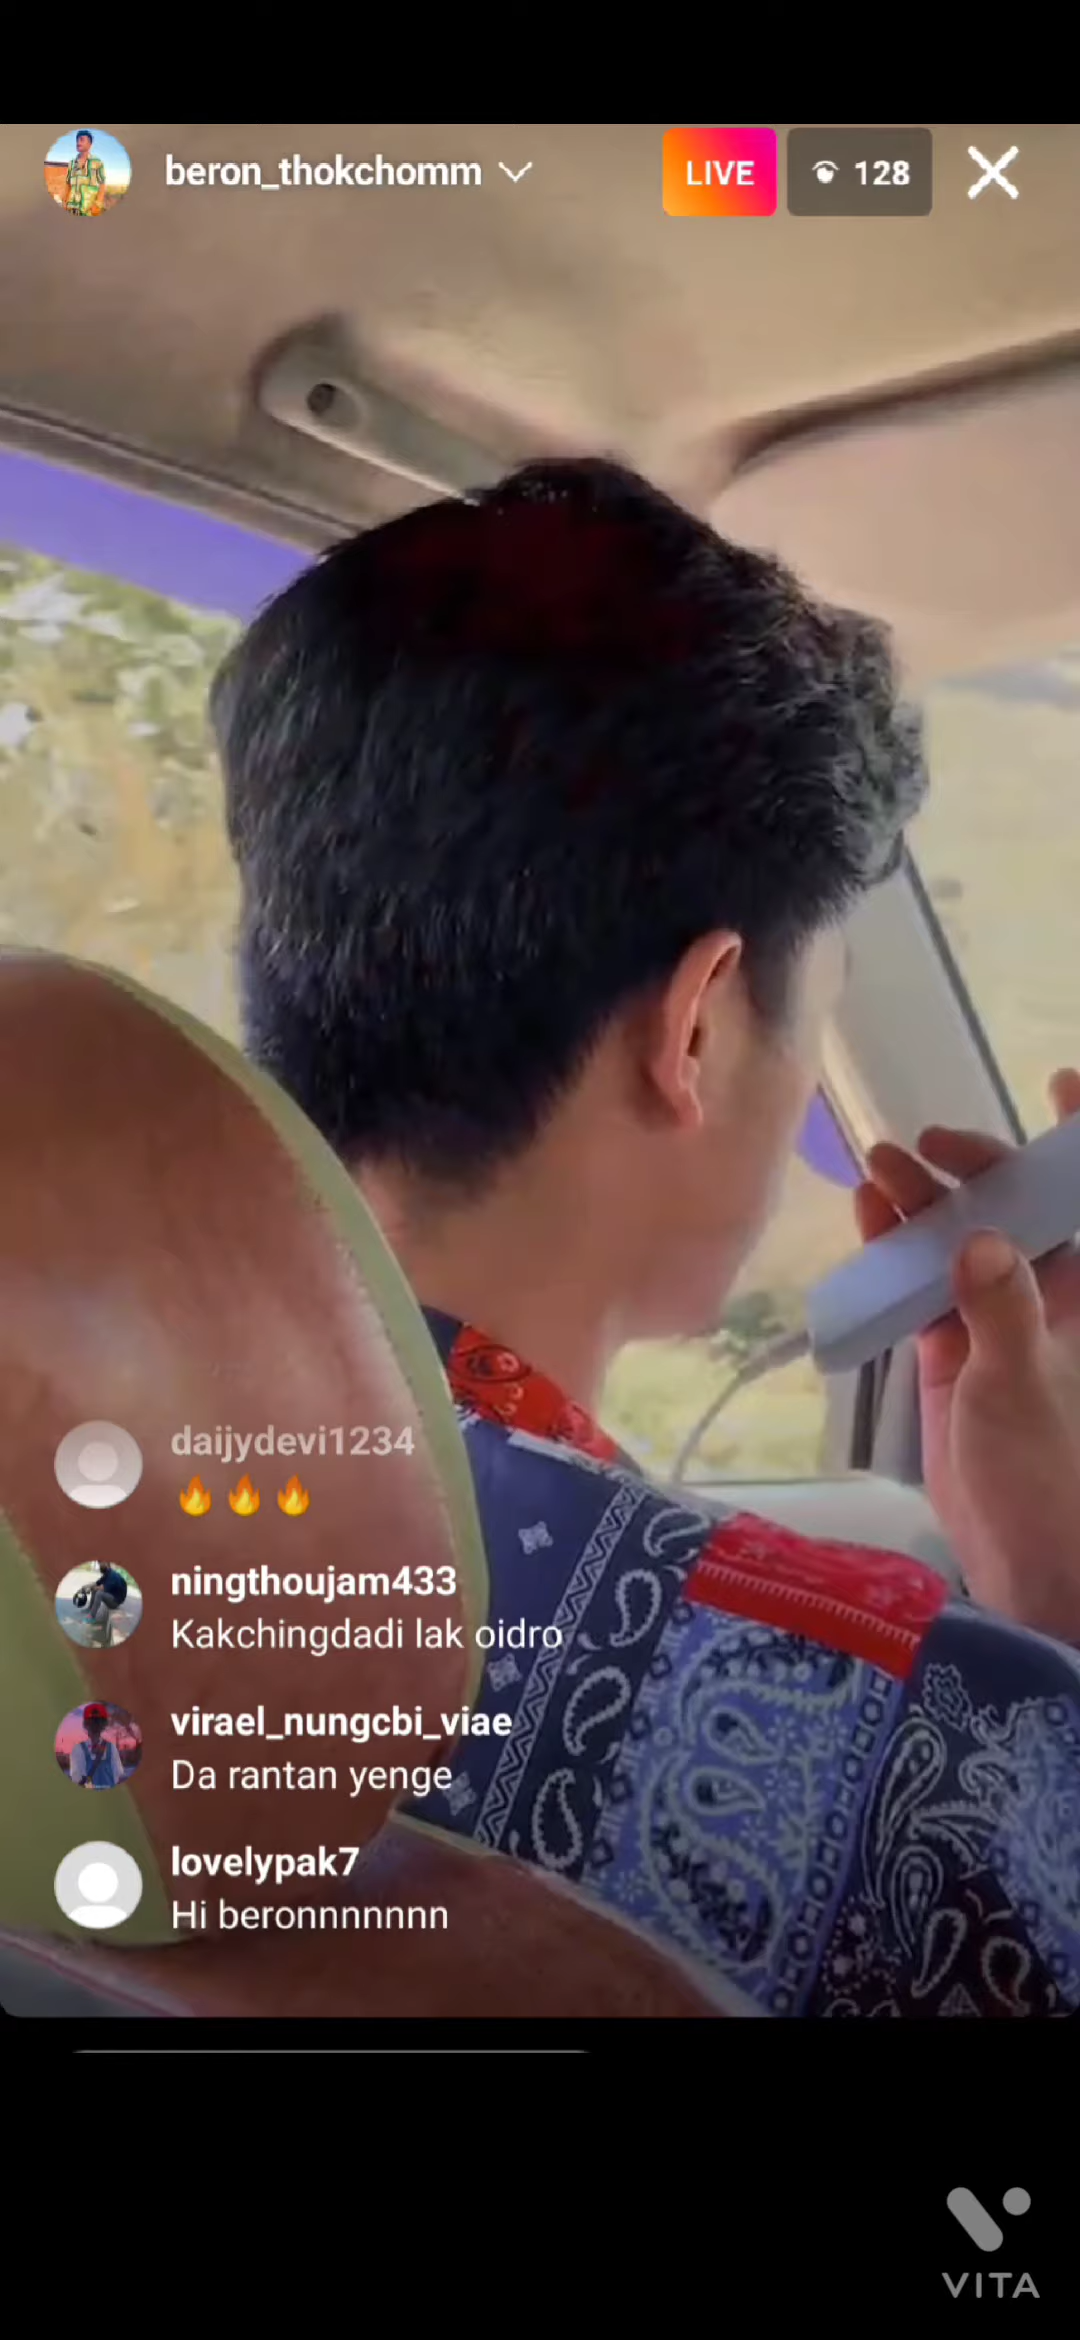 beron_thokchomm
LIVE
128
daijydevi1234
🔥🔥🔥
ningthoujam433
Kakchingdadi lak oidro
virael_nungcbi_viae
Da rantan yenge
lovelypak7
Hi beronnnnnnn
VITA